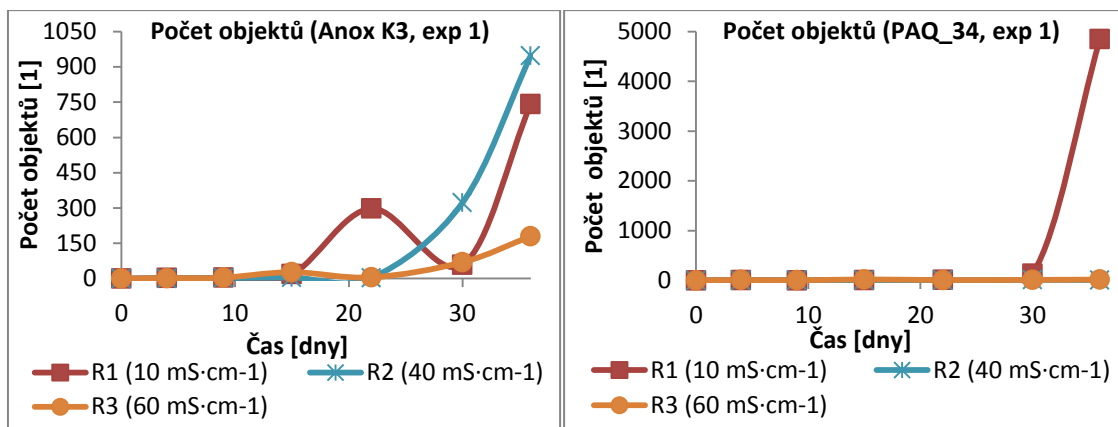 Počet objektů (Anox K3, exp 1)
Počet objektů [1]
1050
900
750
600
450
300
150
0
0 10 20 30
Čas [dny]
R1 (10 mS·cm-1) R2 (40 mS·cm-1)
R3 (60 mS·cm-1)
Počet objektů (PAQ_34, exp 1)
Počet objektů [1]
5000
4000
3000
2000
1000
0
0 10 20 30
Čas [dny]
R1 (10 mS·cm-1) R2 (40 mS·cm-1)
R3 (60 mS·cm-1)